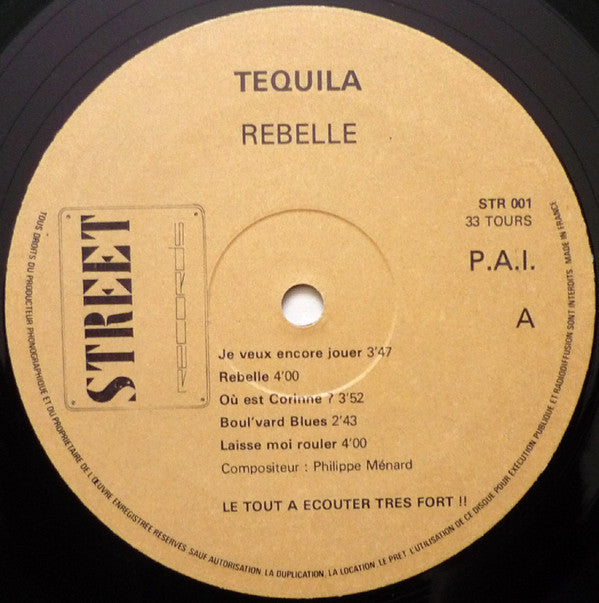 TEQUILA
REBELLE
STREET
RECORDS
STR 001
33 TOURS
P.A.I.
A
Je veux encore jouer 3'47
Rebelle 4'00
Où est Corinne ? 3'52
Boul'vard Blues 2'43
Laisse moi rouler 4'00
Compositeur : Philippe Ménard
LE TOUT A ECOUTER TRES FORT !!
TOUS DROITS DU PRODUCTEUR PHONOGRAPHIQUE ET DU PROPRIETAIRE DE L'ŒUVRE ENREGISTREE RESERVES. SAUF AUTORISATION, LA DUPLICATION, LA LOCATION, LE PRET, L'UTILISATION DE CE DISQUE POUR EXECUTION PUBLIQUE ET RADIODIFFUSION SONT INTERDITS. MADE IN FRANCE